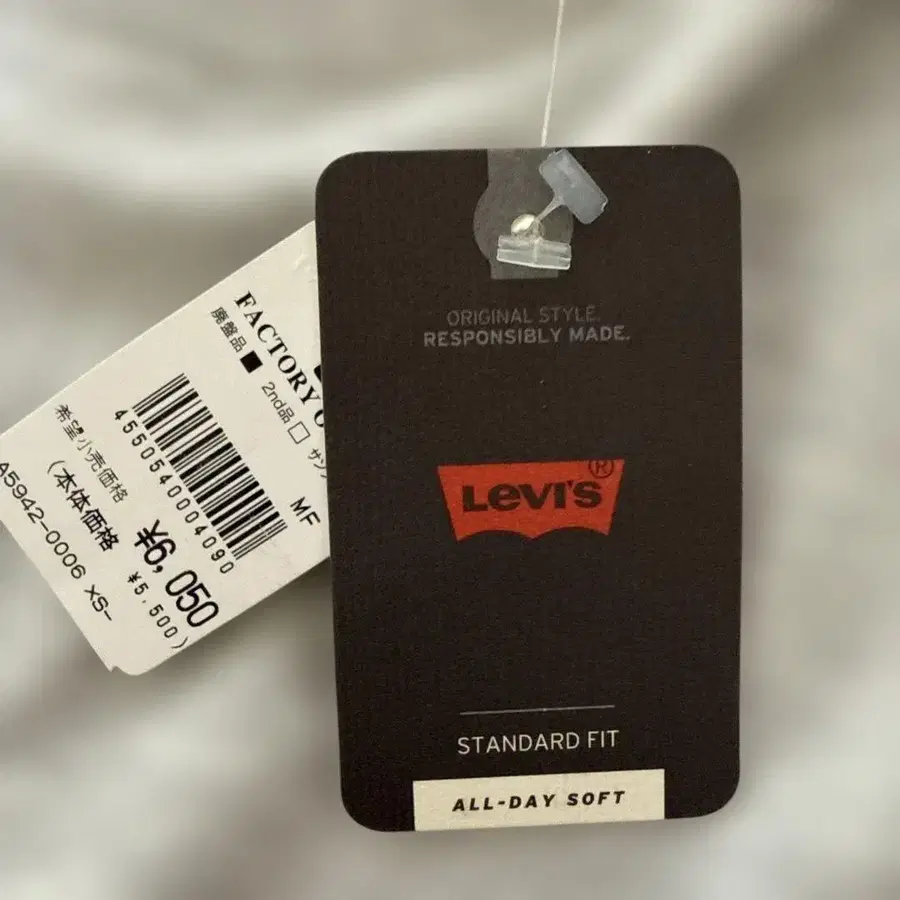 ORIGINAL STYLE.
RESPONSIBLY MADE.
LEVI'S®
STANDARD FIT
ALL-DAY SOFT
FACTORY
廃盤品■ 2nd品□
MF
4550540004090
希望小売価格 ¥6,050
(本体価格 ¥5,500)
A5942-0006 XS-